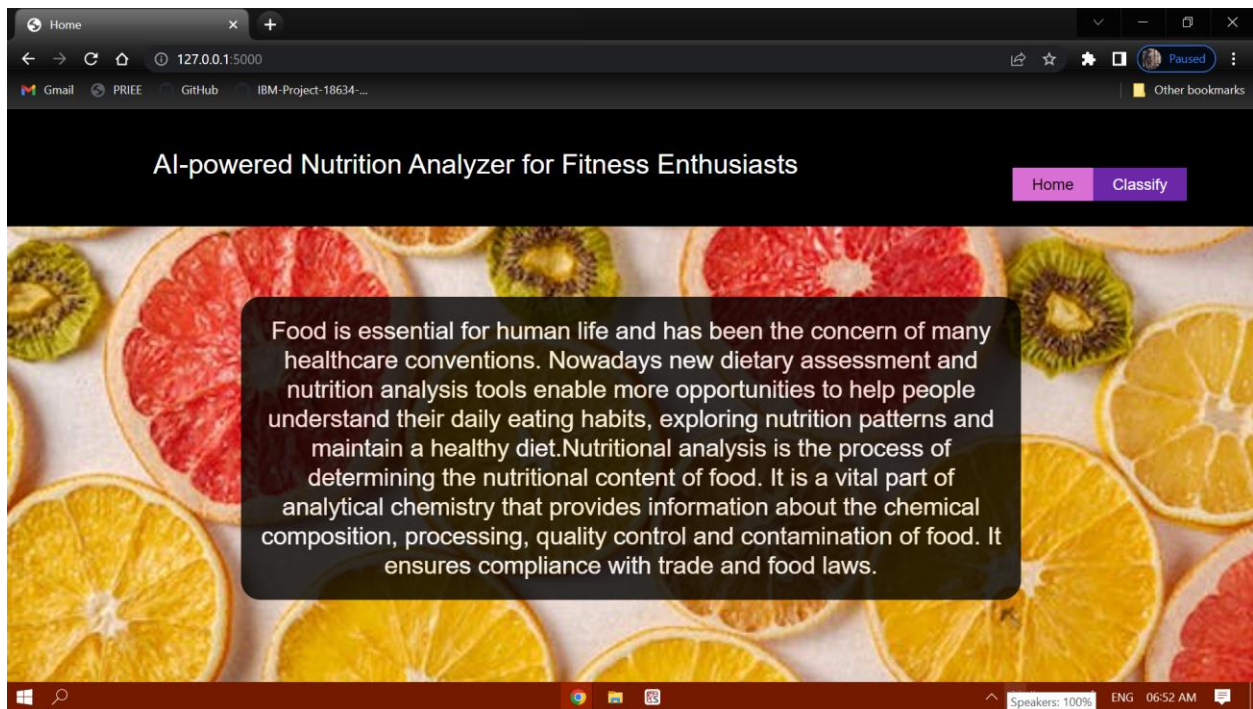 Home
127.0.0.1:5000
Paused
Gmail
PRIEE
GitHub
IBM-Project-18634-...
Other bookmarks
AI-powered Nutrition Analyzer for Fitness Enthusiasts
Home
Classify
Food is essential for human life and has been the concern of many
healthcare conventions. Nowadays new dietary assessment and
nutrition analysis tools enable more opportunities to help people
understand their daily eating habits, exploring nutrition patterns and
maintain a healthy diet.Nutritional analysis is the process of
determining the nutritional content of food. It is a vital part of
analytical chemistry that provides information about the chemical
composition, processing, quality control and contamination of food. It
ensures compliance with trade and food laws.
Speakers: 100%
ENG
06:52 AM